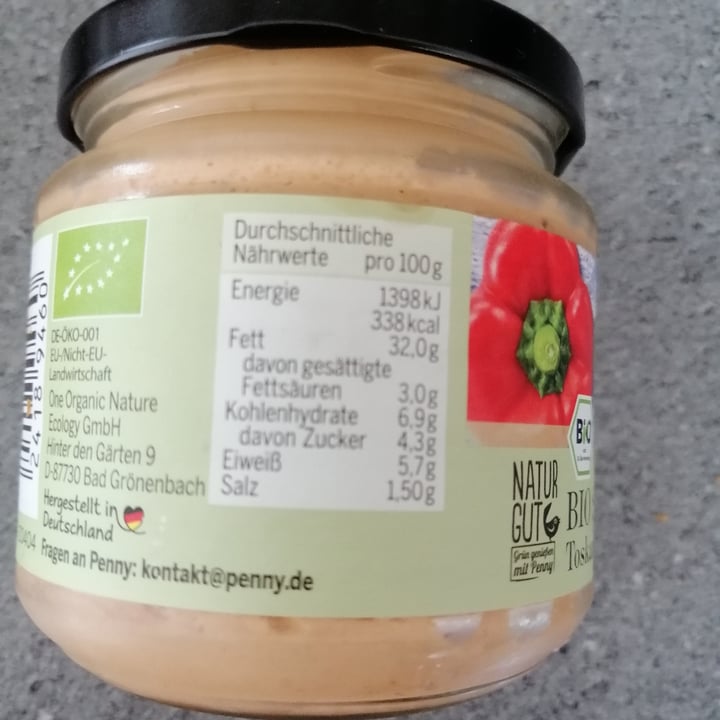 DE-ÖKO-001
EU-/Nicht-EU-
Landwirtschaft
One Organic Nature
Ecology GmbH
Hinter den Gärten 9
D-87730 Bad Grönenbach
Hergestellt in
Deutschland
Fragen an Penny: kontakt@penny.de
Durchschnittliche
Nährwerte pro 100g
Energie 1398kJ
338kcal
Fett 32,0g
davon gesättigte
Fettsäuren 3,0g
Kohlenhydrate 6,9g
davon Zucker 4,3g
Eiweiß 5,7g
Salz 1,50g
Bio
NATUR
GUT
Grün genießen
mit Penny
BIO